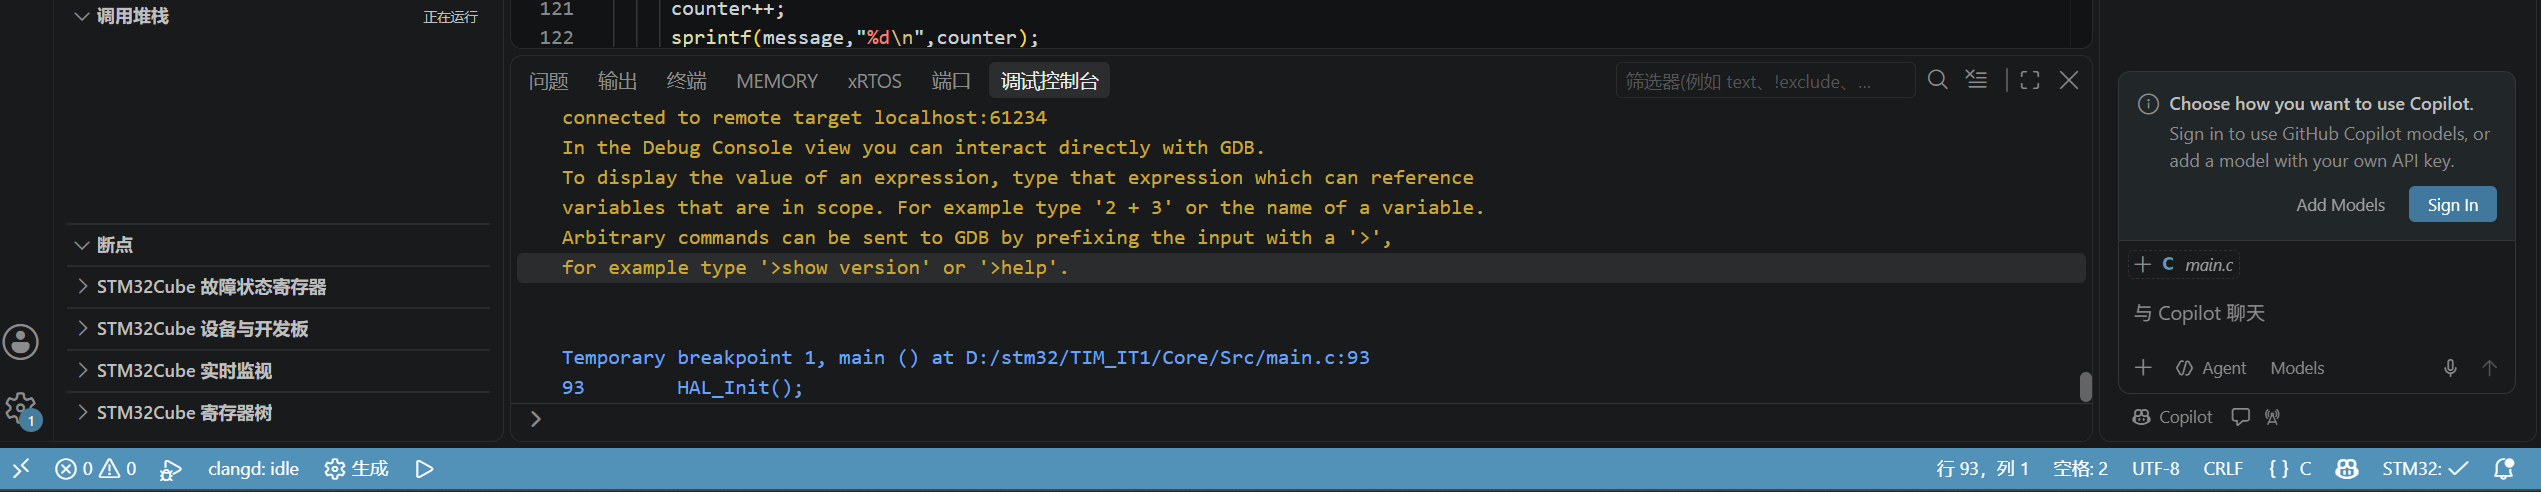 调用堆栈
正在运行
断点
STM32Cube 故障状态寄存器
STM32Cube 设备与开发板
STM32Cube 实时监视
STM32Cube 寄存器树
1
121 counter++;
122 sprintf(message,"%d\n",counter);
问题 输出 终端 MEMORY xRTOS 端口 调试控制台
筛选器(例如 text、!exclude、...
connected to remote target localhost:61234
In the Debug Console view you can interact directly with GDB.
To display the value of an expression, type that expression which can reference
variables that are in scope. For example type '2 + 3' or the name of a variable.
Arbitrary commands can be sent to GDB by prefixing the input with a '>',
for example type '>show version' or '>help'.
Temporary breakpoint 1, main () at D:/stm32/TIM_IT1/Core/Src/main.c:93
93 HAL_Init();
Choose how you want to use Copilot.
Sign in to use GitHub Copilot models, or
add a model with your own API key.
Add Models Sign In
C main.c
与 Copilot 聊天
Agent Models
Copilot
0 0 clangd: idle 生成 行 93，列 1 空格: 2 UTF-8 CRLF { } C STM32: